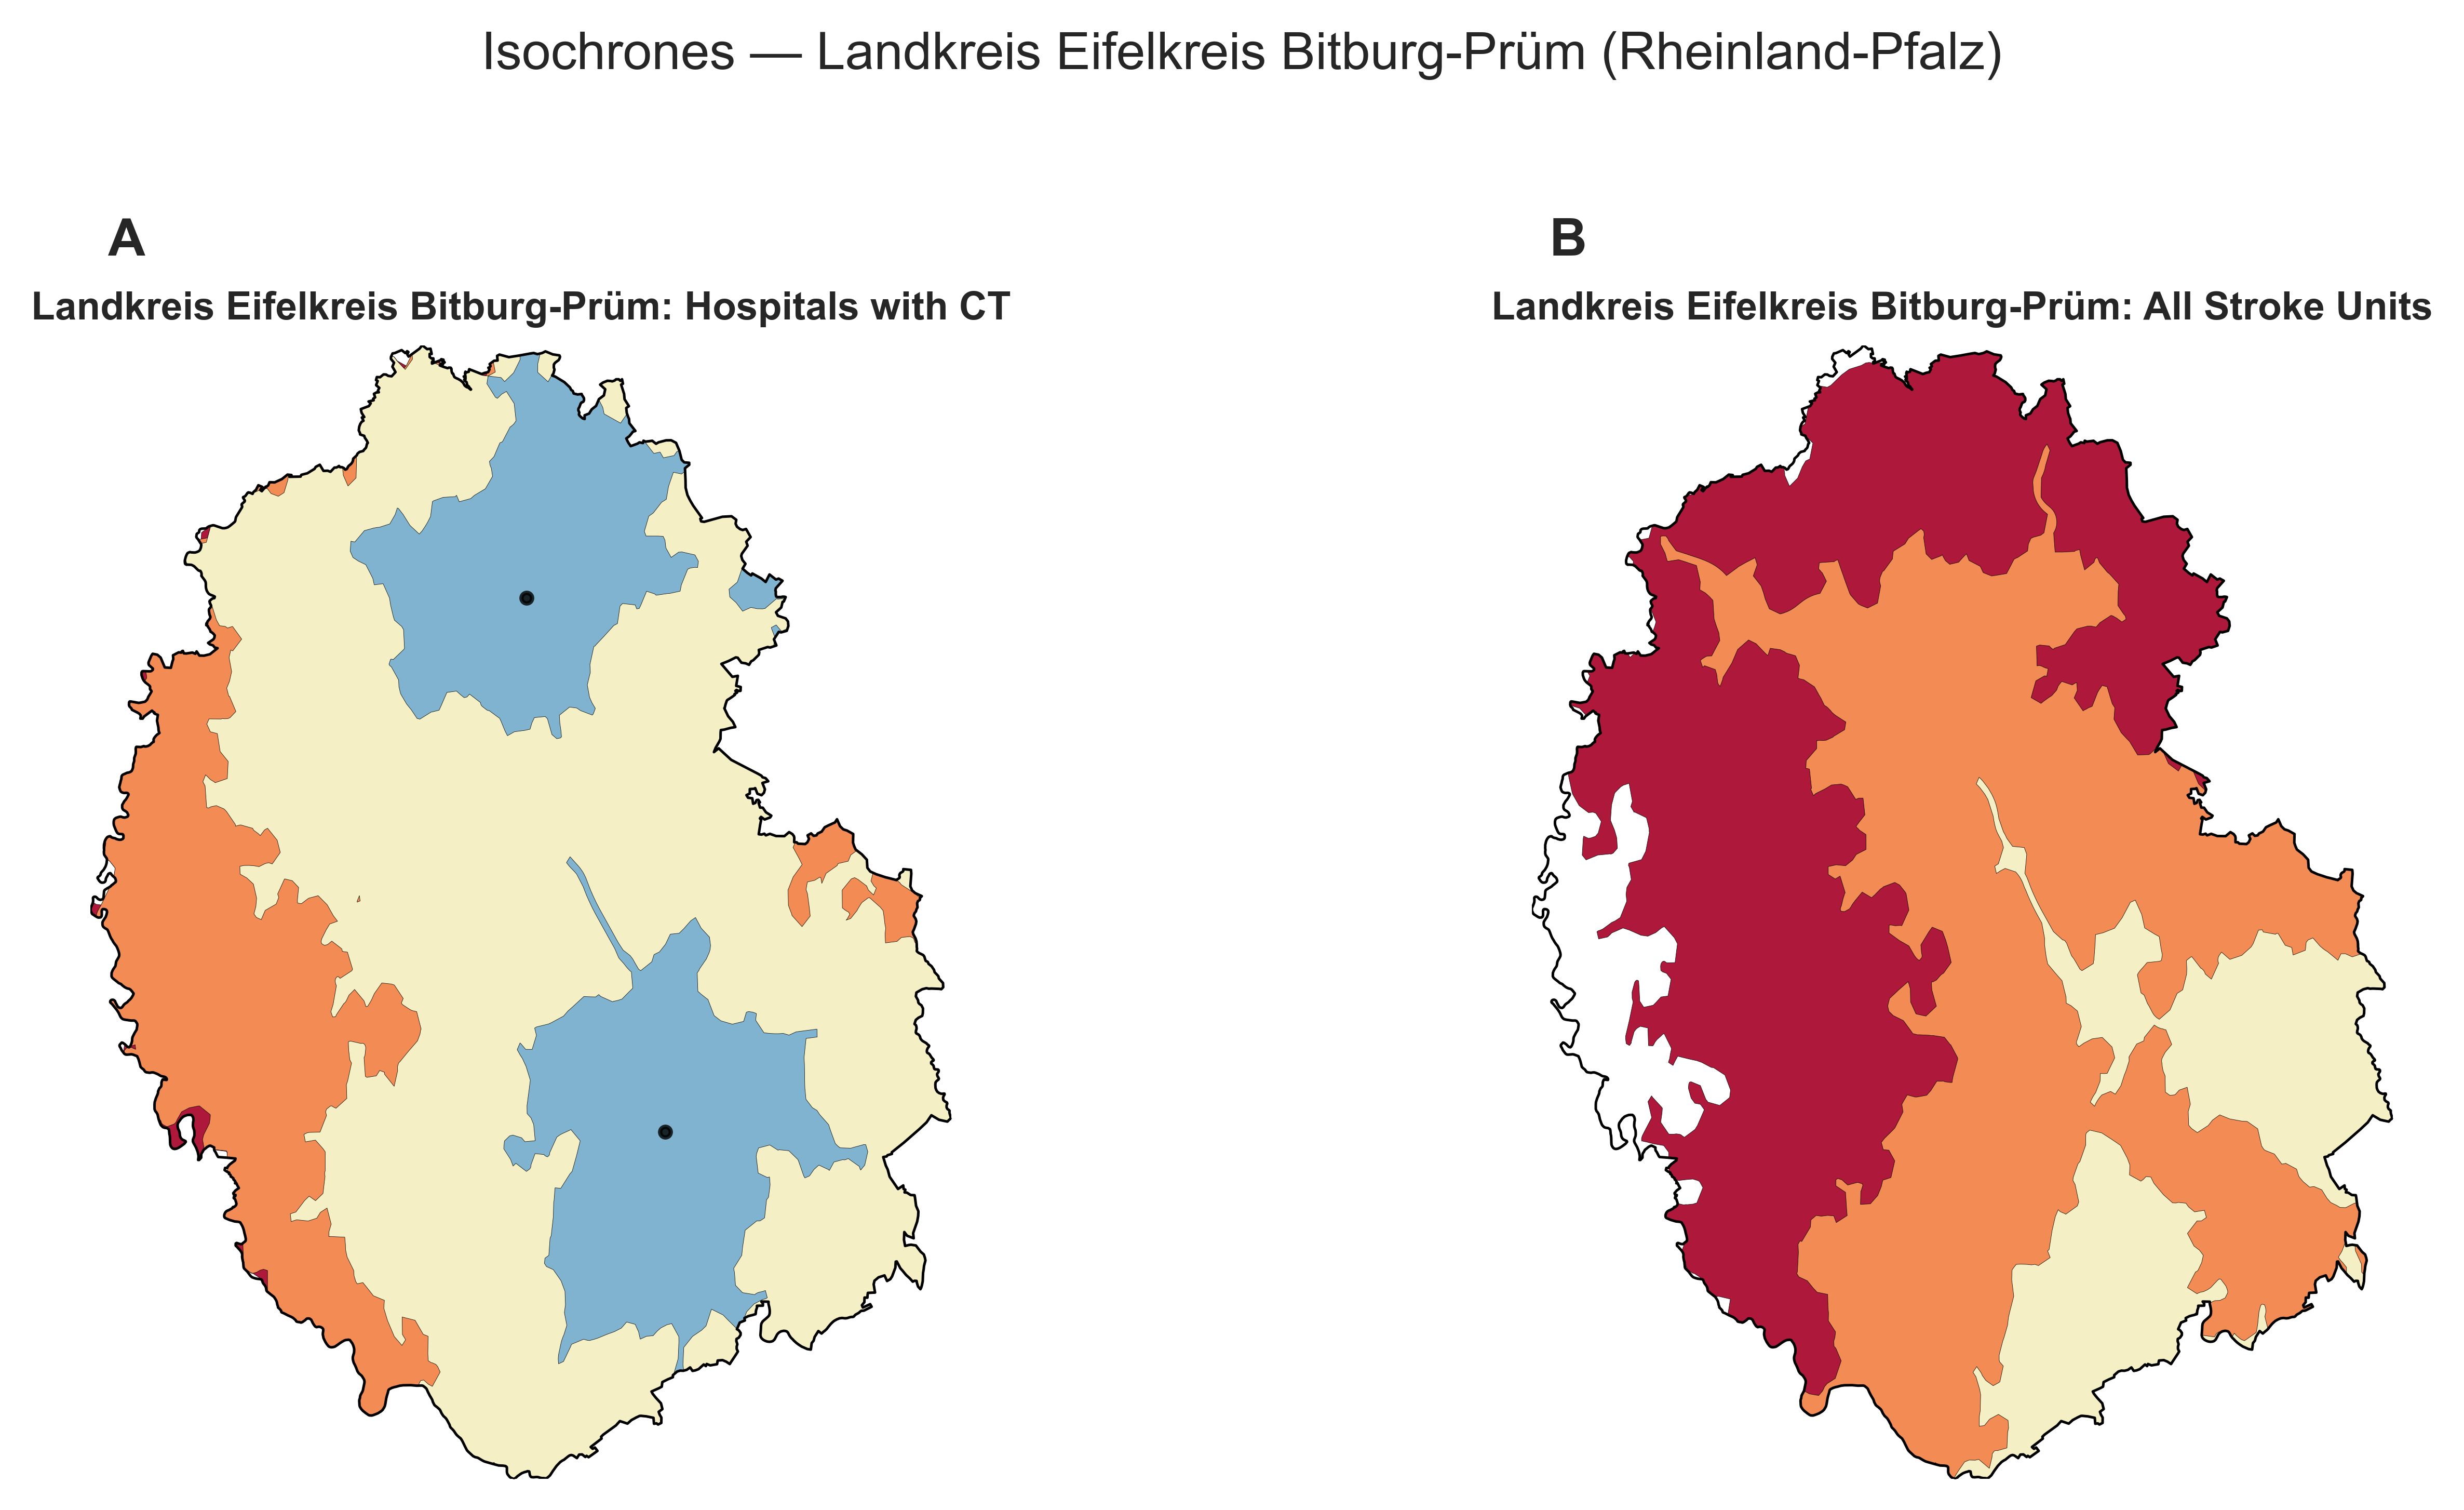 Isochrones — Landkreis Eifelkreis Bitburg-Prüm (Rheinland-Pfalz)
A
Landkreis Eifelkreis Bitburg-Prüm: Hospitals with CT
B
Landkreis Eifelkreis Bitburg-Prüm: All Stroke Units